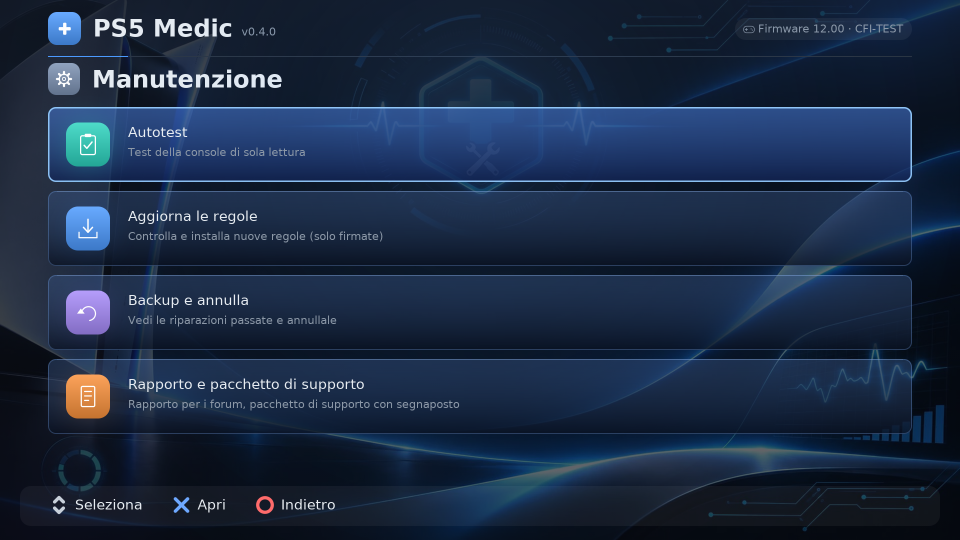 PS5 Medic v0.4.0
Firmware 12.00 · CFI-TEST
Manutenzione
Autotest
Test della console di sola lettura
Aggiorna le regole
Controlla e installa nuove regole (solo firmate)
Backup e annulla
Vedi le riparazioni passate e annullale
Rapporto e pacchetto di supporto
Rapporto per i forum, pacchetto di supporto con segnaposto
Seleziona Apri Indietro